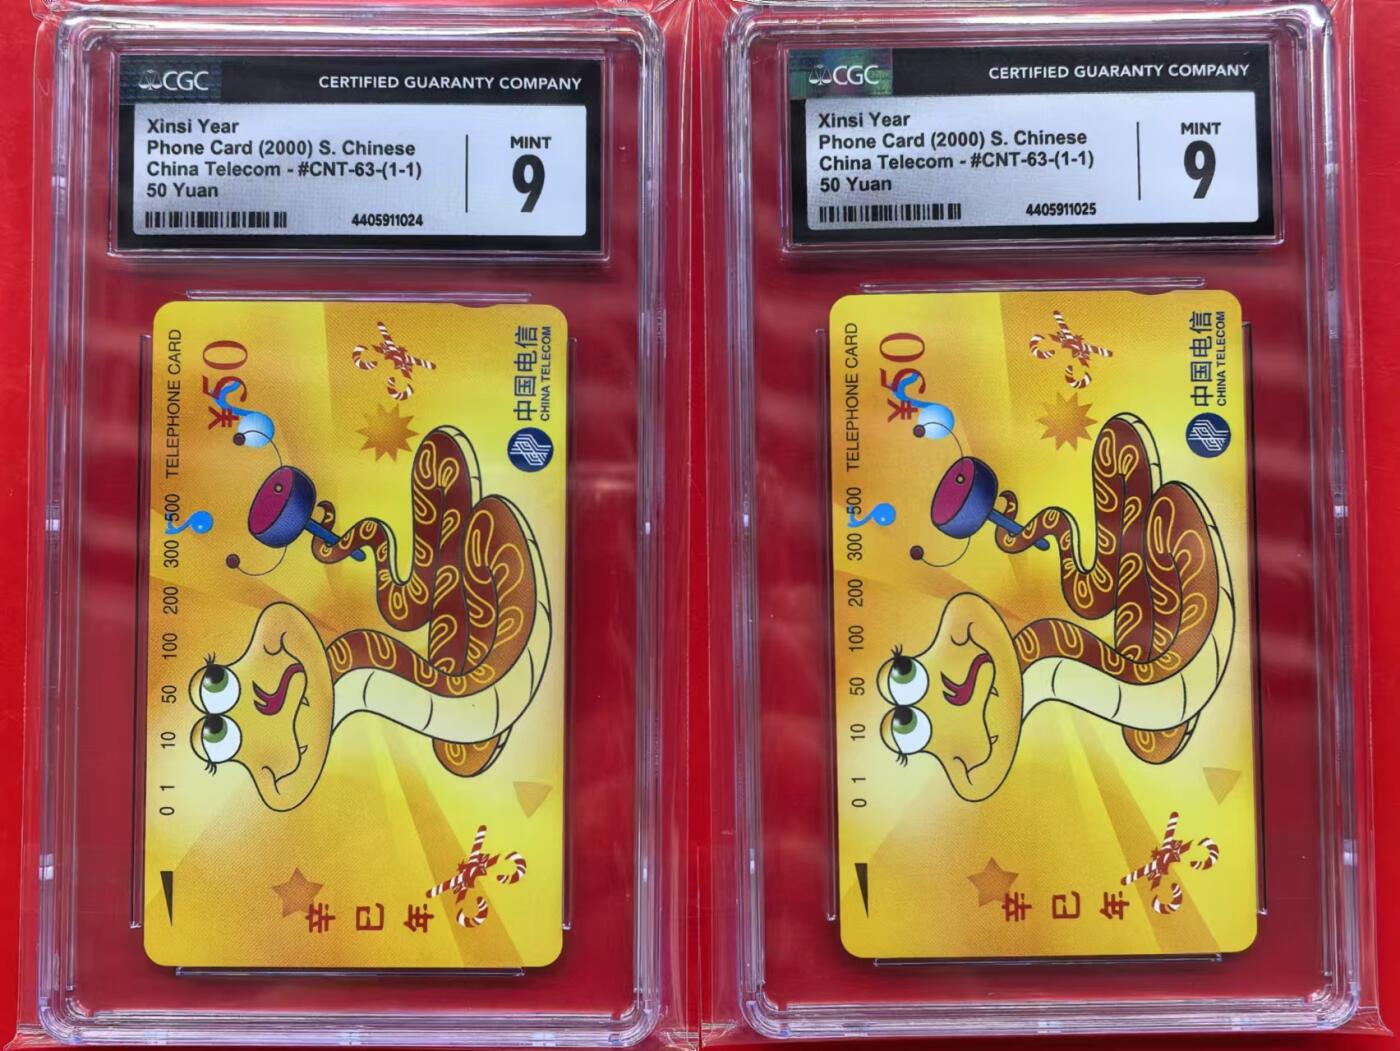 CGC
CERTIFIED GUARANTY COMPANY
Xinsi Year
Phone Card (2000) S. Chinese
China Telecom - #CNT-63-(1-1)
50 Yuan
4405911024
MINT
9
TELEPHONE CARD
0 1 10 50 100 200 300 500
¥50
中国电信
CHINA TELECOM
辛巳年
CGC
CERTIFIED GUARANTY COMPANY
Xinsi Year
Phone Card (2000) S. Chinese
China Telecom - #CNT-63-(1-1)
50 Yuan
4405911025
MINT
9
TELEPHONE CARD
0 1 10 50 100 200 300 500
¥50
中国电信
CHINA TELECOM
辛巳年